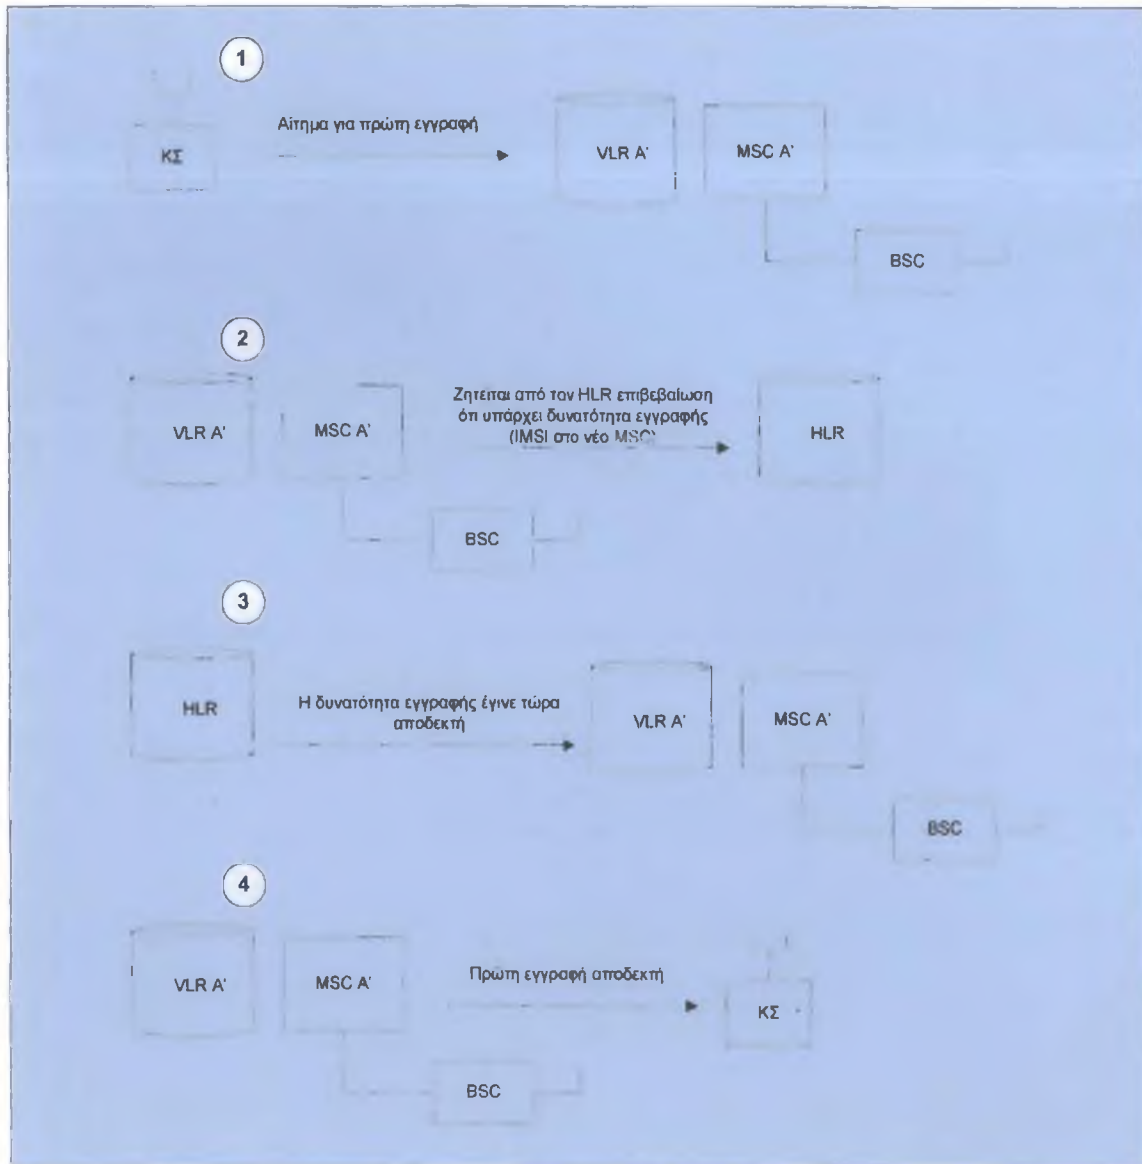 1
Αίτημα για πρώτη εγγραφή
ΚΣ
VLR Α'
MSC Α'
BSC
2
Ζητείται από τον HLR επιβεβαίωση
ότι υπάρχει δυνατότητα εγγραφής
(IMSI στο νέο MSC)
VLR Α'
MSC Α'
HLR
BSC
3
HLR
Η δυνατότητα εγγραφής έγινε τώρα
αποδεκτή
VLR Α'
MSC Α'
BSC
4
VLR Α'
MSC Α'
Πρώτη εγγραφή αποδεκτή
ΚΣ
BSC